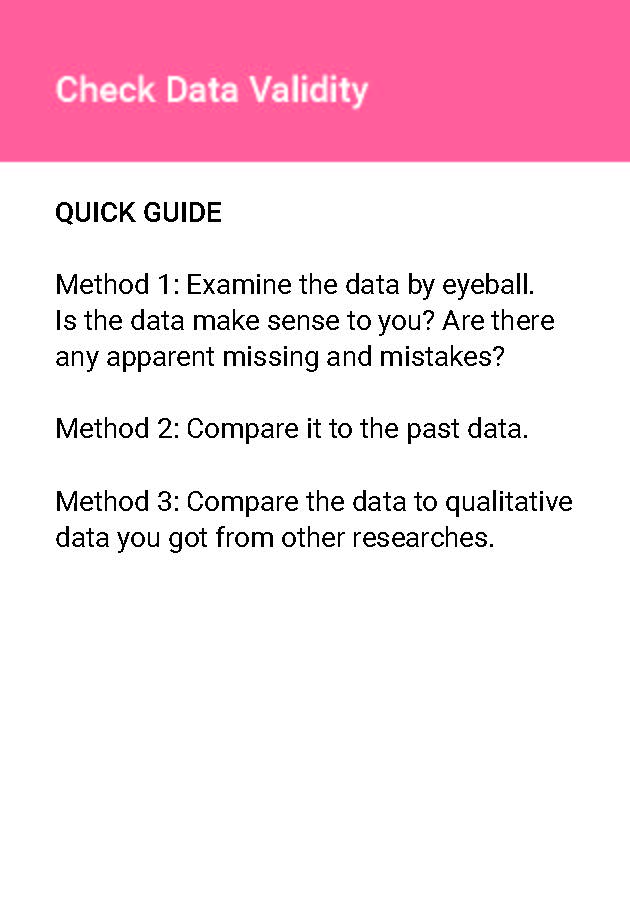 Check Data Validity
QUICK GUIDE
Method 1: Examine the data by eyeball.
Is the data make sense to you? Are there
any apparent missing and mistakes?
Method 2: Compare it to the past data.
Method 3: Compare the data to qualitative
data you got from other researches.